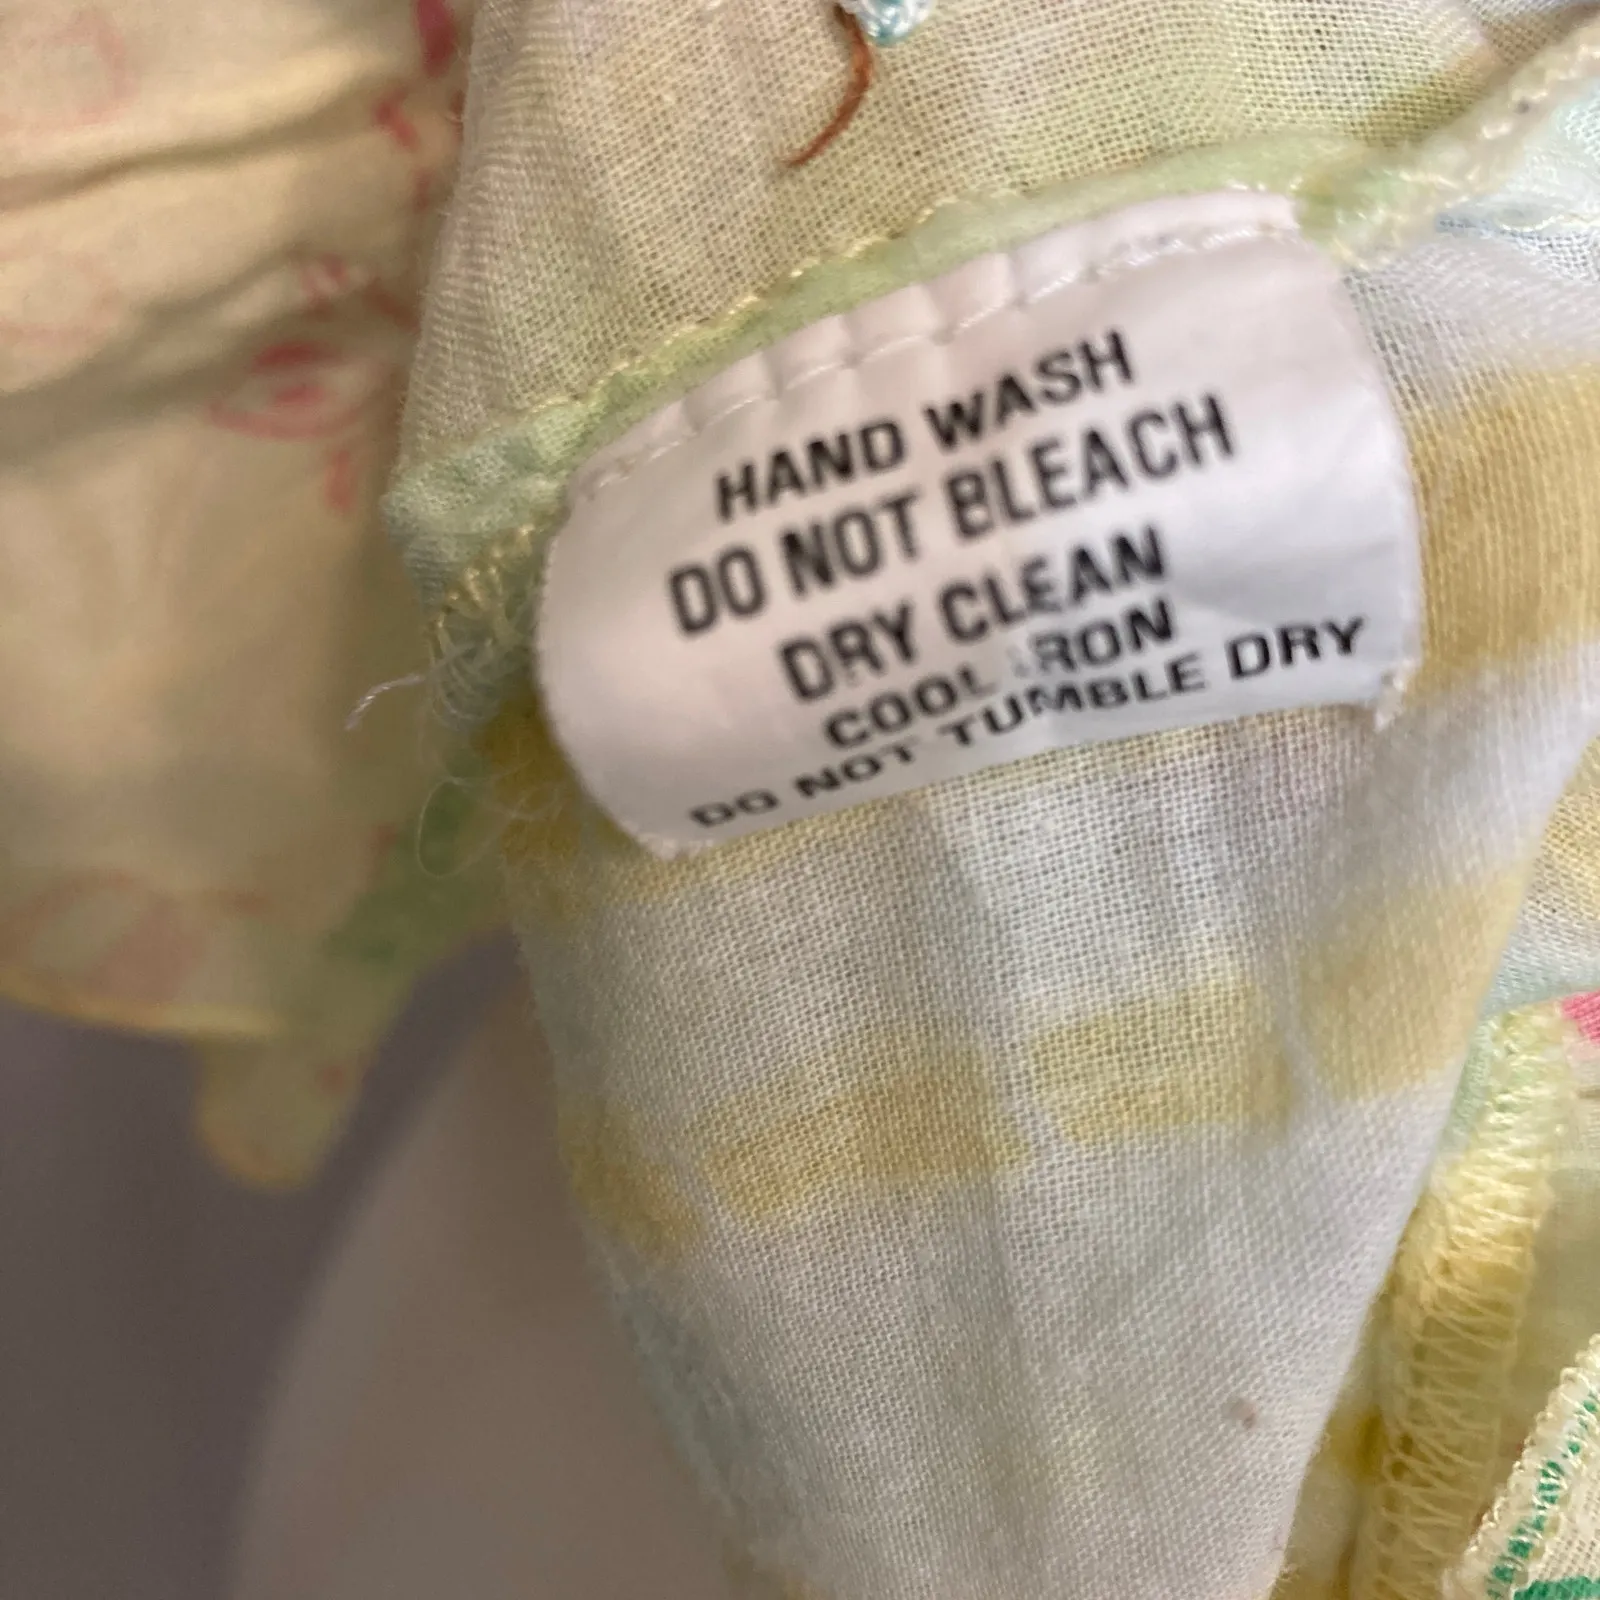 HAND WASH
DO NOT BLEACH
DRY CLEAN
COOL IRON
DO NOT TUMBLE DRY